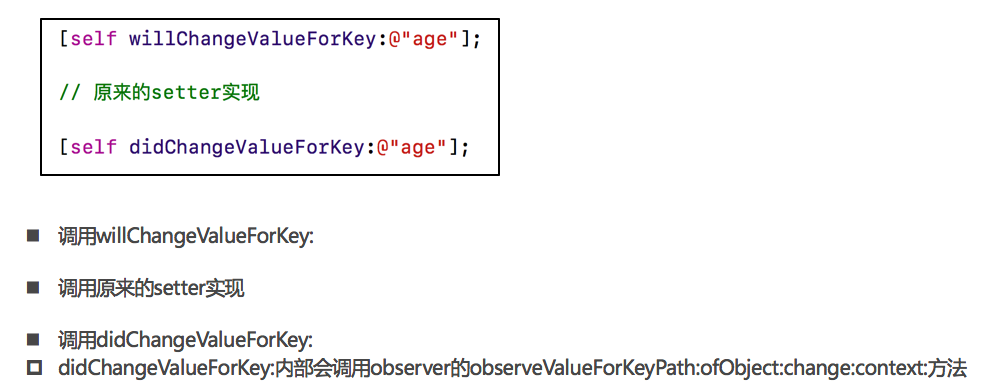 [self willChangeValueForKey:@"age"];
// 原来的setter实现
[self didChangeValueForKey:@"age"];
调用willChangeValueForKey:
调用原来的setter实现
调用didChangeValueForKey:
didChangeValueForKey:内部会调用observer的observeValueForKeyPath:ofObject:change:context:方法